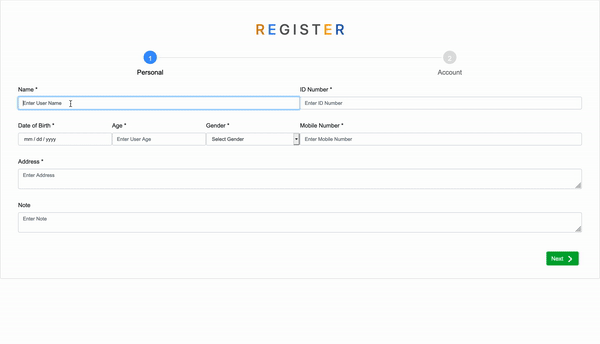 REGISTER
1 2
Personal Account
Name * ID Number *
Enter User Name Enter ID Number
Date of Birth * Age * Gender * Mobile Number *
mm / dd / yyyy Enter User Age Select Gender Enter Mobile Number
Address *
Enter Address
Note
Enter Note
Next